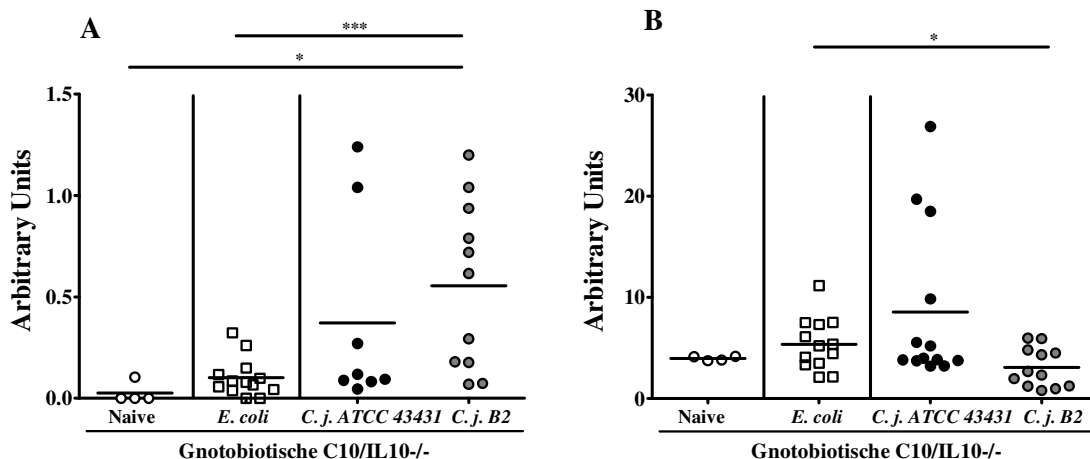 A
***
*
1.5
1.0
0.5
0.0
Arbitrary Units
Naive E. coli C. j. ATCC 43431 C. j. B2
Gnotobiotische C10/IL10-/-
B
*
30
20
10
0
Arbitrary Units
Naive E. coli C. j. ATCC 43431 C. j. B2
Gnotobiotische C10/IL10-/-